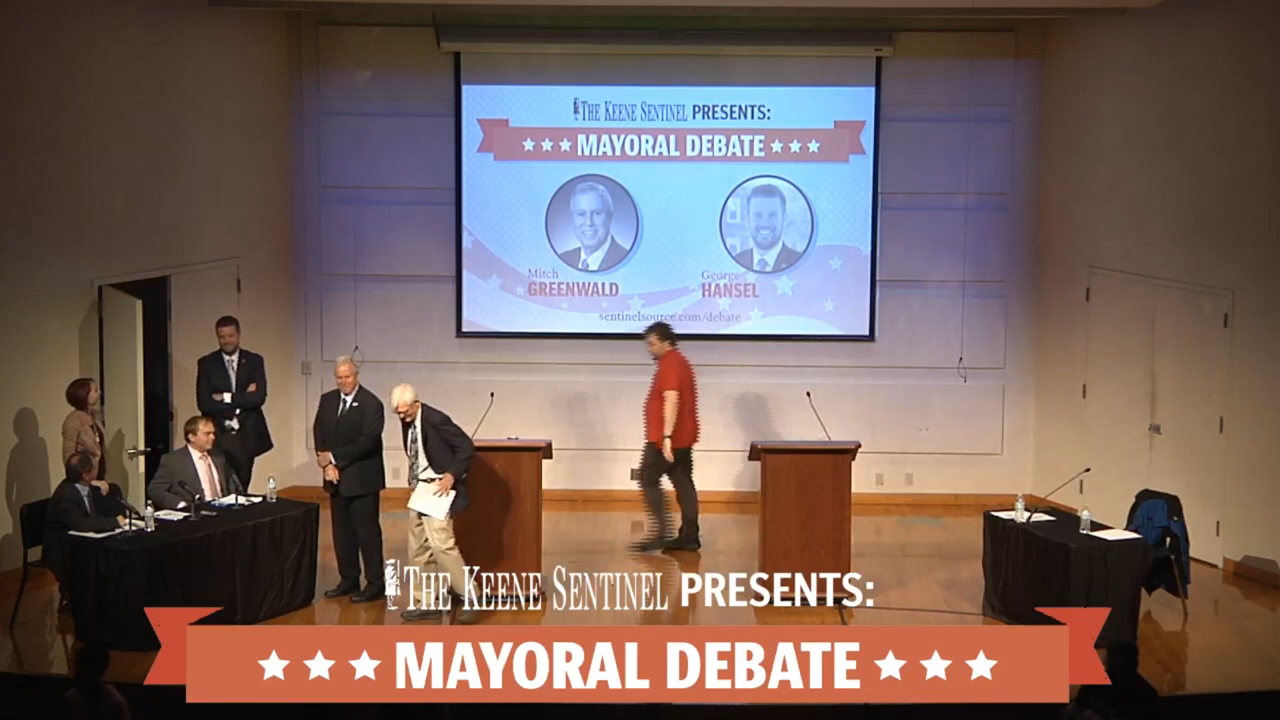 THE KEENE SENTINEL PRESENTS:
MAYORAL DEBATE
Mitch
GREENWALD
George
HANSEL
sentinelsource.com/debate
THE KEENE SENTINEL PRESENTS:
MAYORAL DEBATE